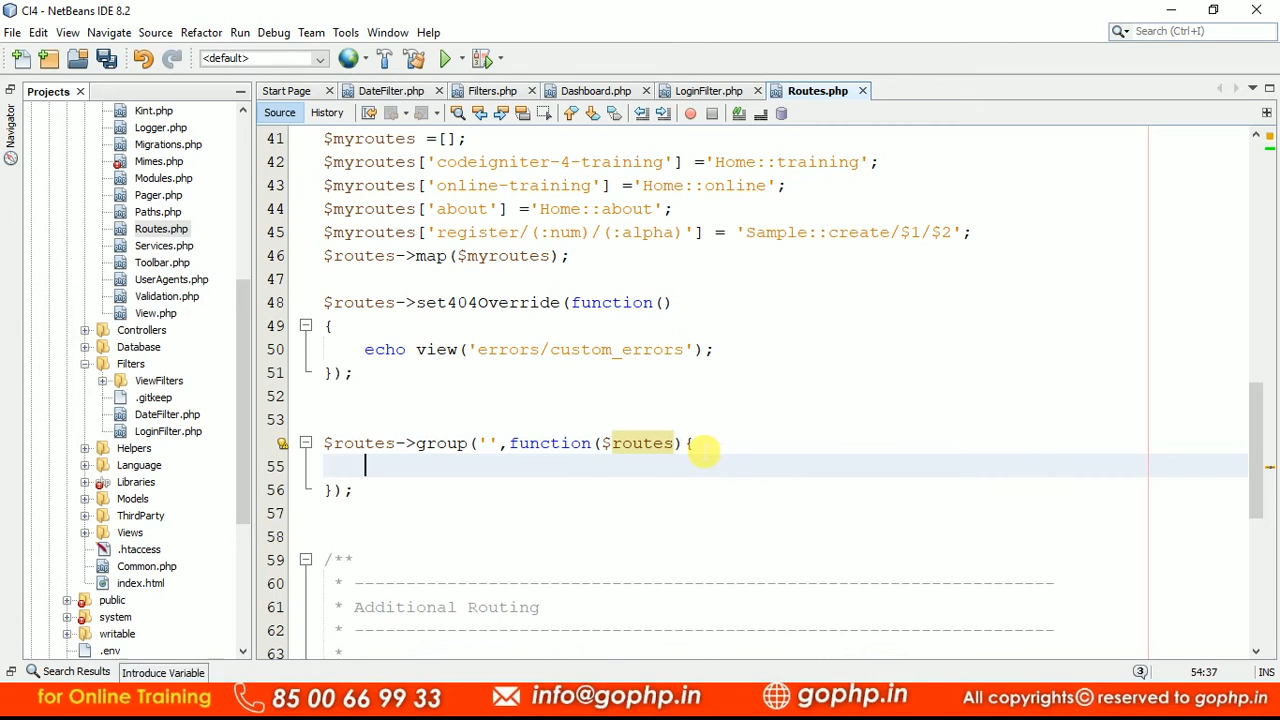 CI4 - NetBeans IDE 8.2
File Edit View Navigate Source Refactor Run Debug Team Tools Window Help
Search (Ctrl+I)
<default>
Projects
Start Page DateFilter.php Filters.php Dashboard.php LoginFilter.php Routes.php
Source History
Navigator
Kint.php
Logger.php
Migrations.php
Mimes.php
Modules.php
Pager.php
Paths.php
Routes.php
Services.php
Toolbar.php
UserAgents.php
Validation.php
View.php
Controllers
Database
Filters
ViewFilters
.gitkeep
DateFilter.php
LoginFilter.php
Helpers
Language
Libraries
Models
ThirdParty
Views
.htaccess
Common.php
index.html
public
system
writable
.env
41 $myroutes =[];
42 $myroutes['codeigniter-4-training'] ='Home::training';
43 $myroutes['online-training'] ='Home::online';
44 $myroutes['about'] ='Home::about';
45 $myroutes['register/(:num)/(:alpha)'] = 'Sample::create/$1/$2';
46 $routes->map($myroutes);
47
48 $routes->set404Override(function()
49 {
50 echo view('errors/custom_errors');
51 });
52
53
$routes->group('',function($routes){
55
56 });
57
58
59 /**
60 * --------------------------------------------------------------------
61 * Additional Routing
62 * --------------------------------------------------------------------
63 *
Search Results Introduce Variable
3 54:37 INS
for Online Training 85 00 66 99 33 info@gophp.in gophp.in All copyrights© reserved to gophp.in